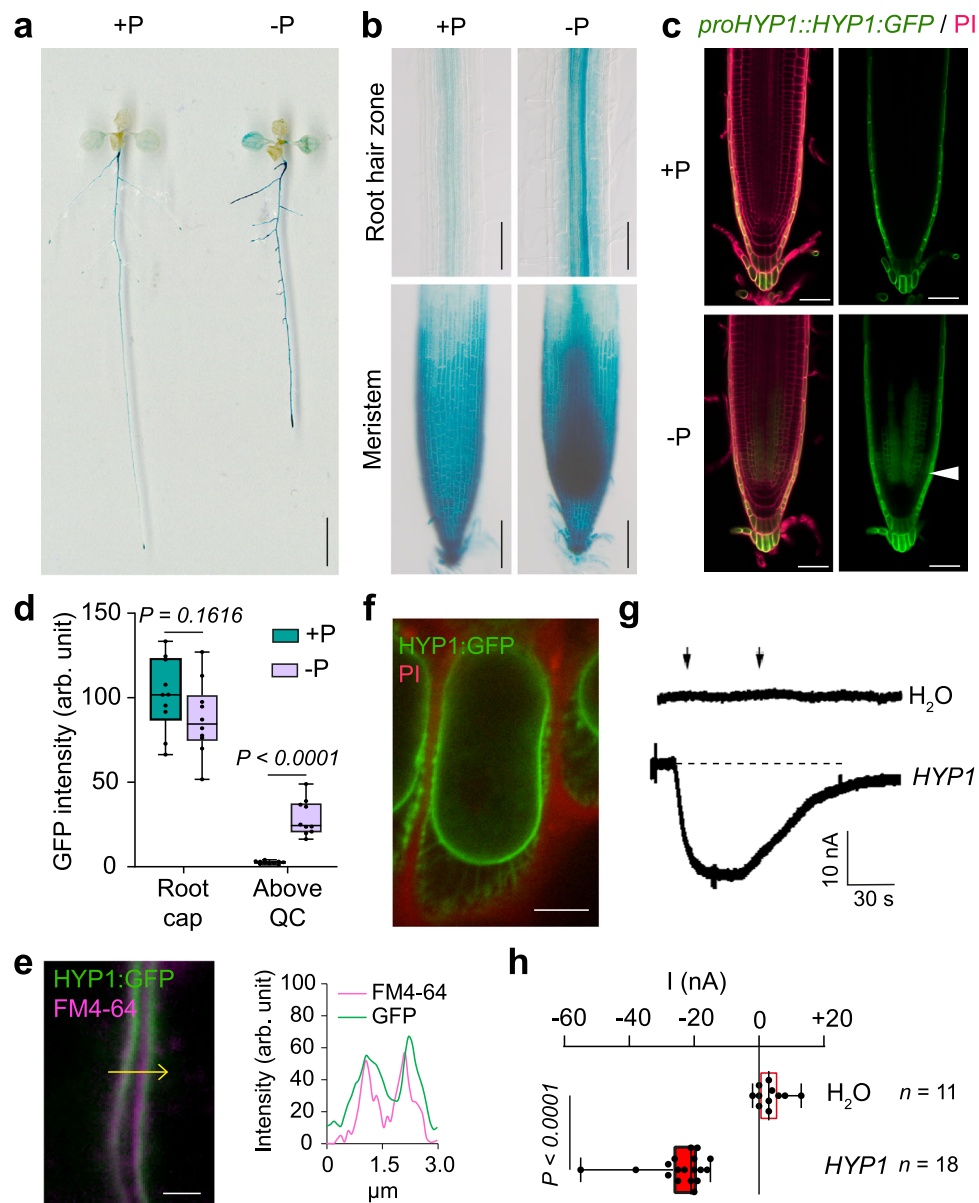 a
+P
-P
b
+P
-P
Root hair zone
Meristem
c
proHYP1::HYP1:GFP / PI
+P
-P
d
GFP intensity (arb. unit)
150
100
50
0
P = 0.1616
P < 0.0001
+P
-P
Root cap
Above QC
e
HYP1:GFP
FM4-64
Intensity (arb. unit)
100
80
60
40
20
0
FM4-64
GFP
0
1.5
3.0
µm
f
HYP1:GFP
PI
g
H₂O
HYP1
10 nA
30 s
h
I (nA)
-60
-40
-20
0
+20
H₂O
n = 11
P < 0.0001
HYP1
n = 18